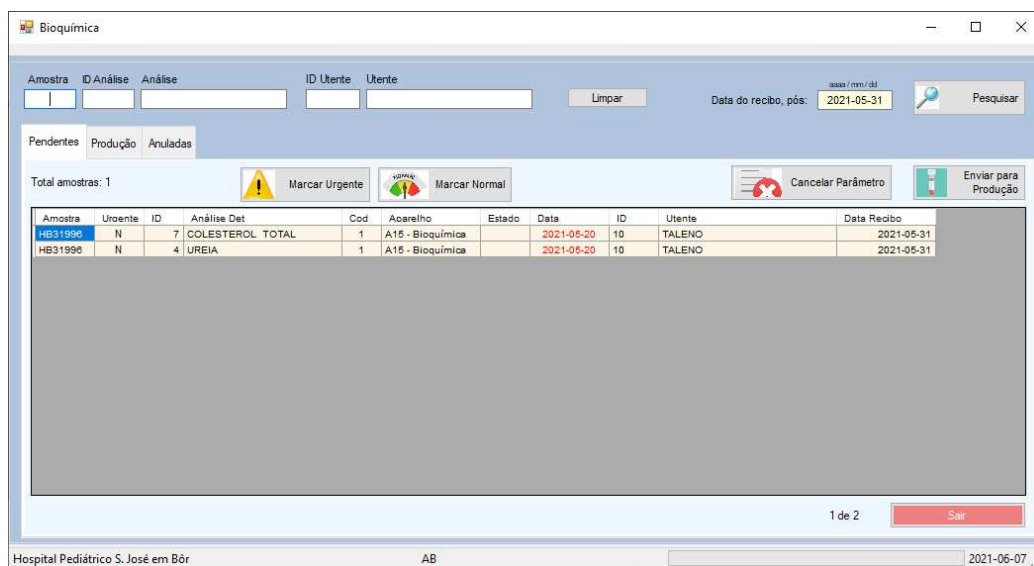 Bioquímica
Amostra ID Análise Análise ID Utente Utente
aaaa / mm / dd
Limpar Data do recibo, pós: 2021-05-31 Pesquisar
Pendentes Produção Anuladas
Total amostras: 1 Marcar Urgente Marcar Normal Cancelar Parâmetro Enviar para
Produção
Amostra Urgente ID Análise Det Cod Aparelho Estado Data ID Utente Data Recibo
HB31996 N 7 COLESTEROL TOTAL 1 A15 - Bioquímica 2021-05-20 10 TALENO 2021-05-31
HB31996 N 4 UREIA 1 A15 - Bioquímica 2021-05-20 10 TALENO 2021-05-31
1 de 2 Sair
Hospital Pediátrico S. José em Bôr AB 2021-06-07